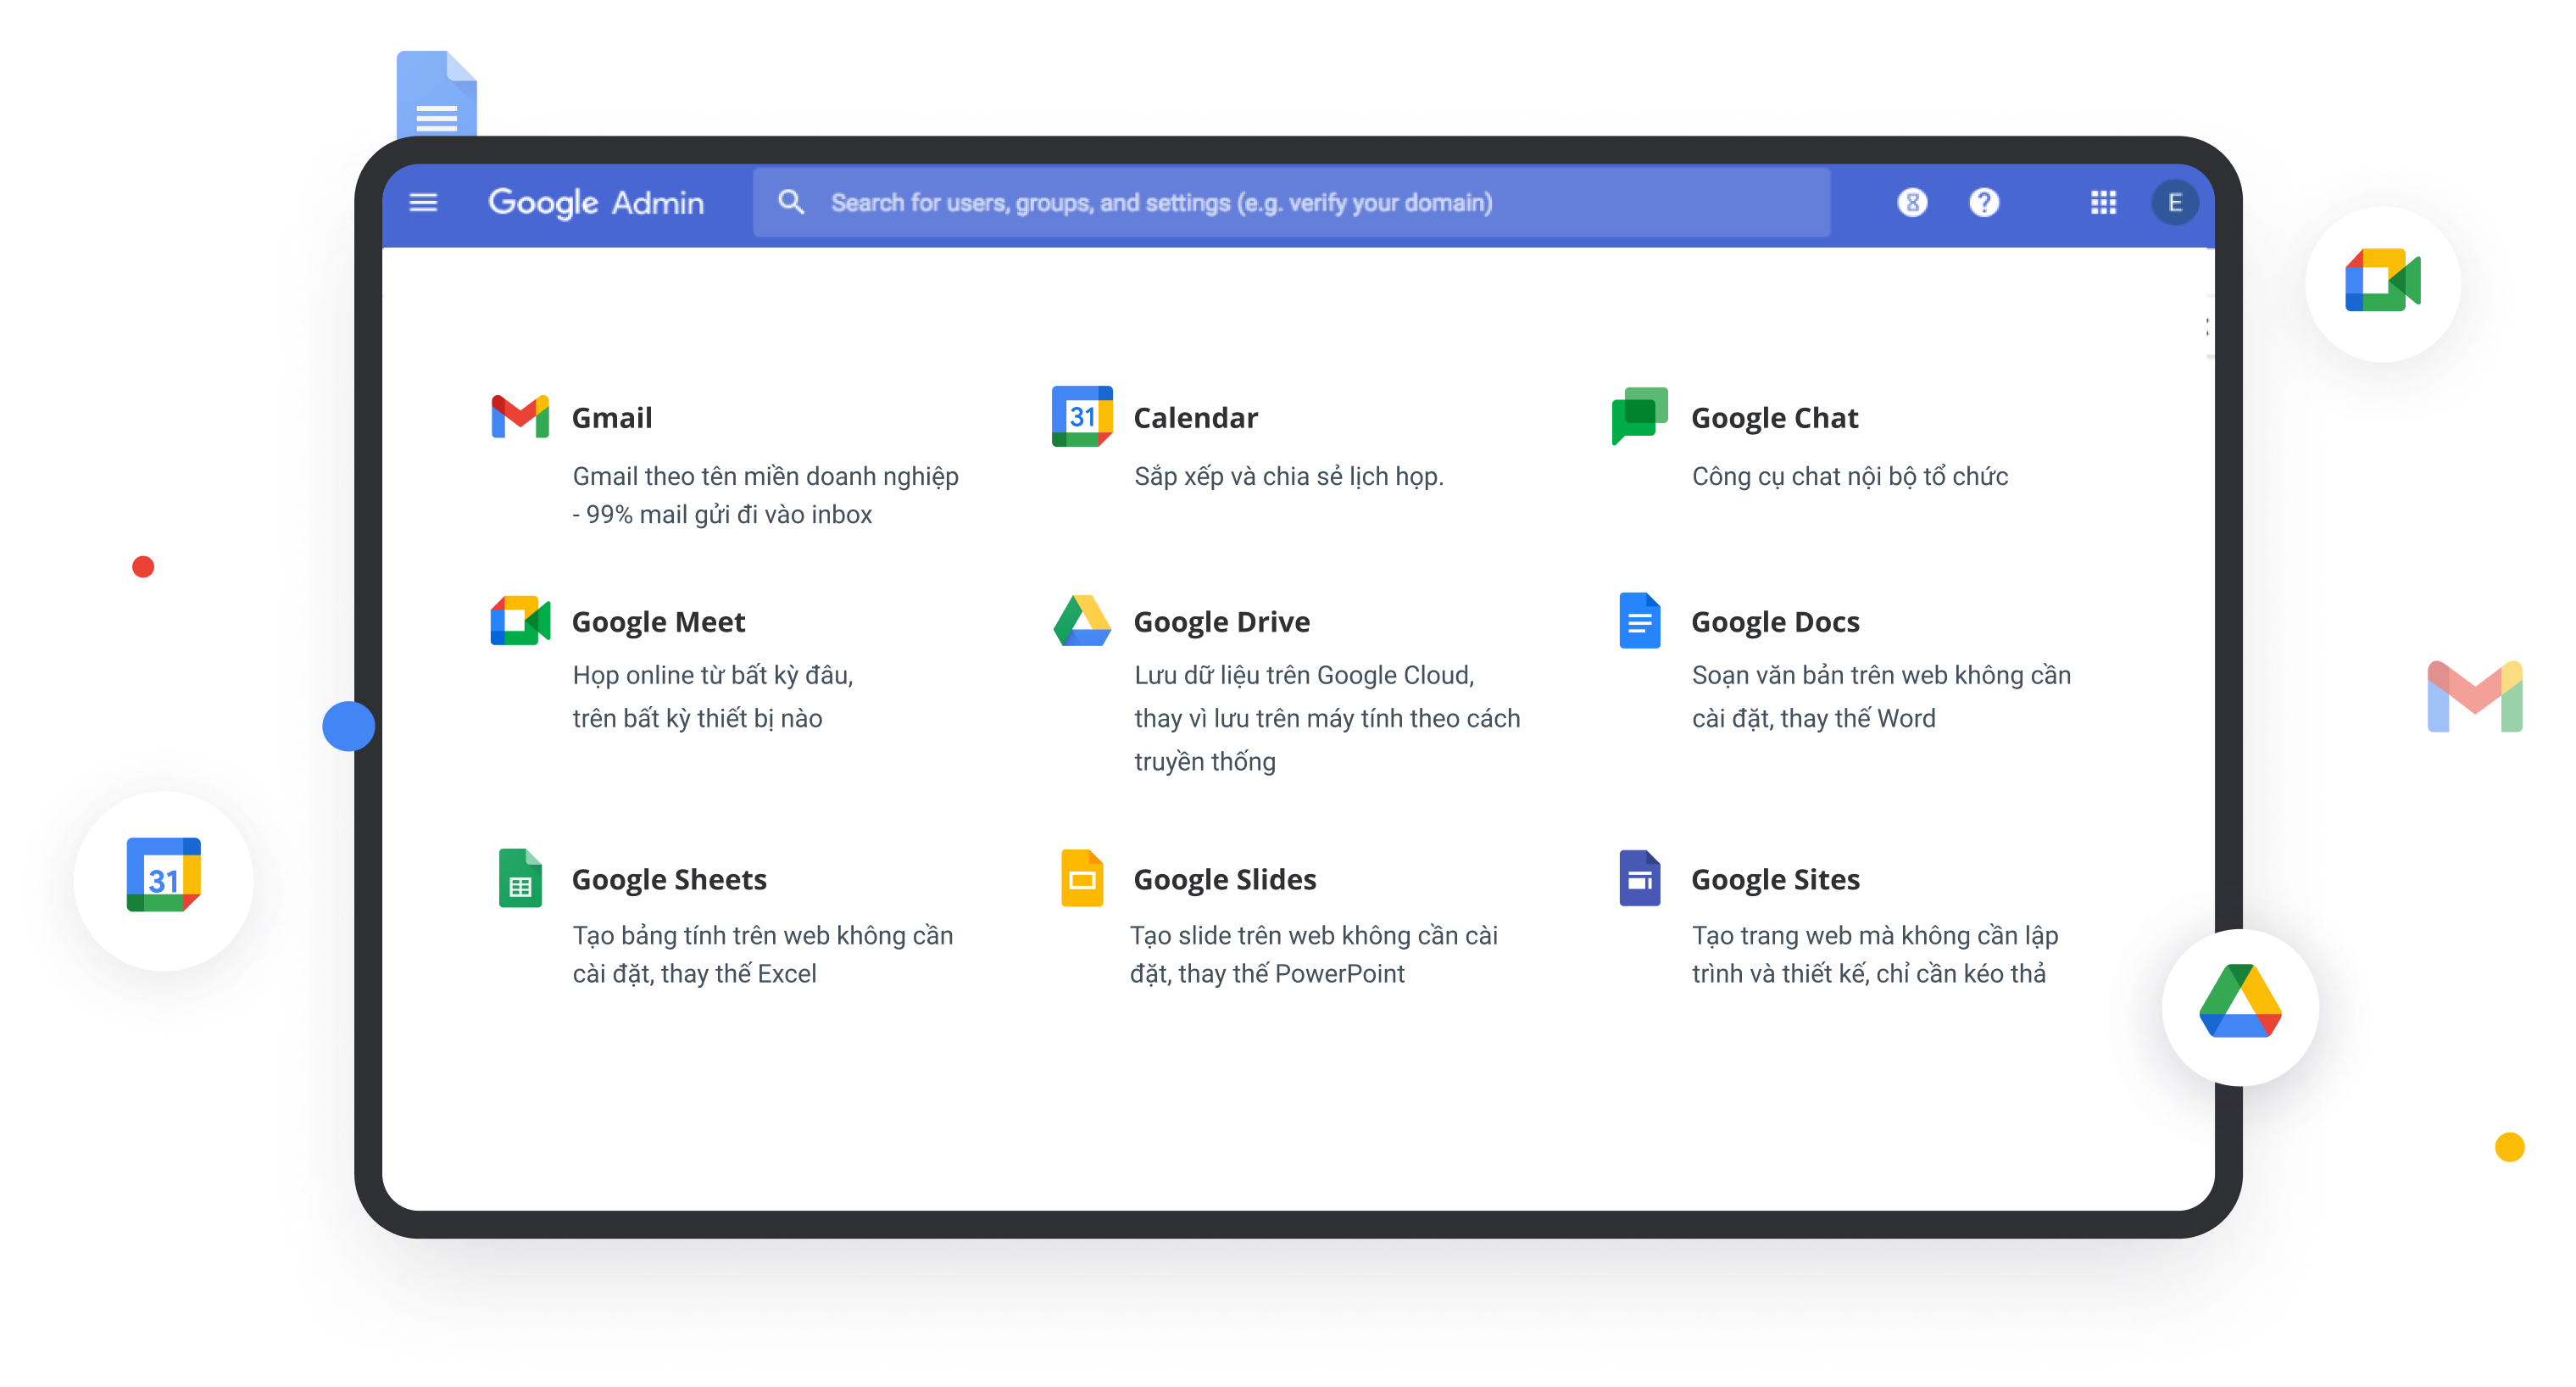 Google Admin
Search for users, groups, and settings (e.g. verify your domain)
E
Gmail
Gmail theo tên miền doanh nghiệp
- 99% mail gửi đi vào inbox
31
Calendar
Sắp xếp và chia sẻ lịch họp.
Google Chat
Công cụ chat nội bộ tổ chức
Google Meet
Họp online từ bất kỳ đâu,
trên bất kỳ thiết bị nào
Google Drive
Lưu dữ liệu trên Google Cloud,
thay vì lưu trên máy tính theo cách
truyền thống
Google Docs
Soạn văn bản trên web không cần
cài đặt, thay thế Word
Google Sheets
Tạo bảng tính trên web không cần
cài đặt, thay thế Excel
Google Slides
Tạo slide trên web không cần cài
đặt, thay thế PowerPoint
Google Sites
Tạo trang web mà không cần lập
trình và thiết kế, chỉ cần kéo thả
31